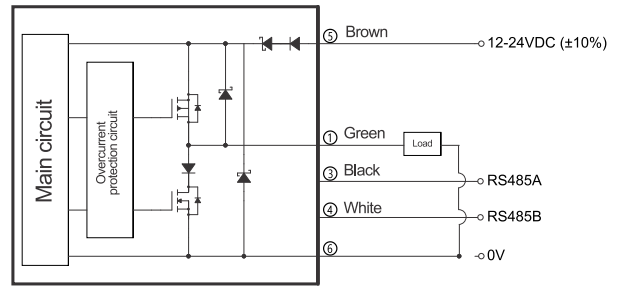 Main circuit
Overcurrent
protection circuit
⑤ Brown
12-24VDC (±10%)
① Green
Load
③ Black
RS485A
④ White
RS485B
⑥
0V